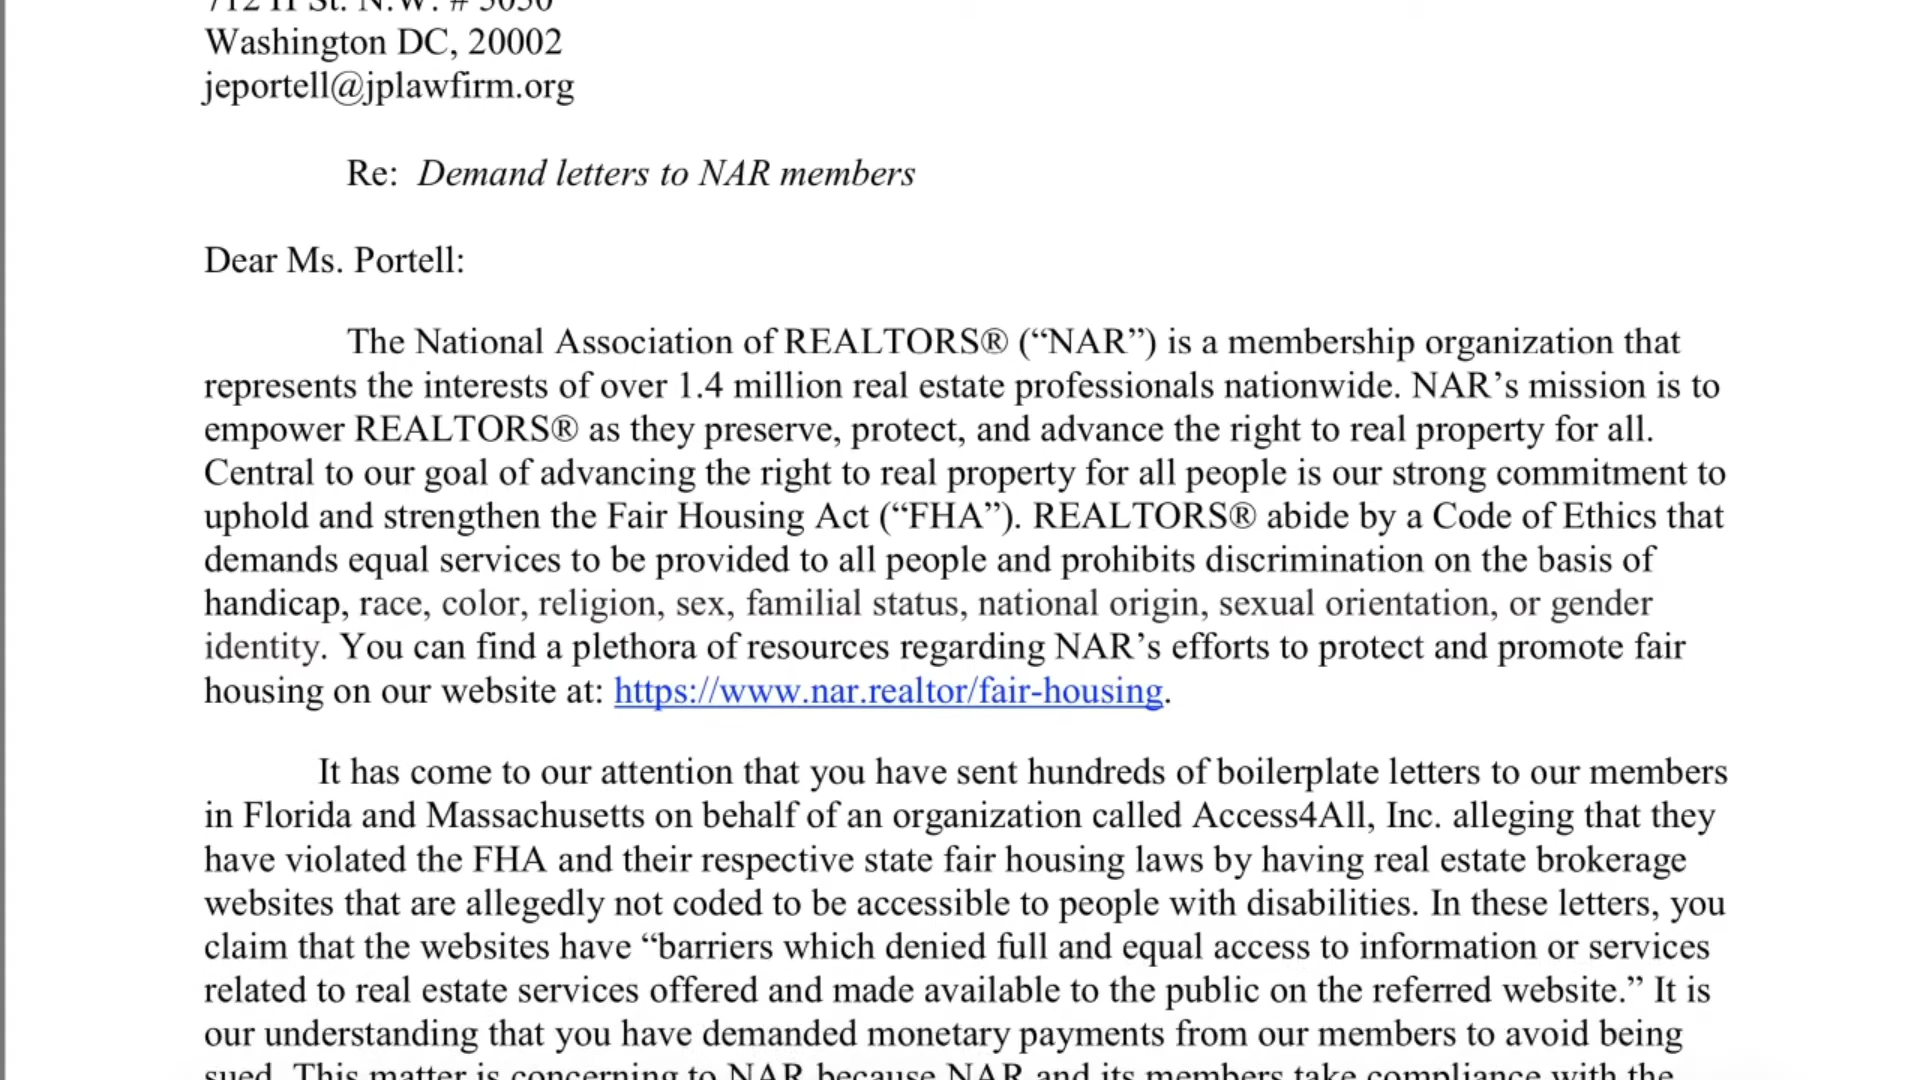 712 H St. N.W. # 5050
Washington DC, 20002
jeportell@jplawfirm.org
Re: Demand letters to NAR members
Dear Ms. Portell:
The National Association of REALTORS® (“NAR”) is a membership organization that
represents the interests of over 1.4 million real estate professionals nationwide. NAR’s mission is to
empower REALTORS® as they preserve, protect, and advance the right to real property for all.
Central to our goal of advancing the right to real property for all people is our strong commitment to
uphold and strengthen the Fair Housing Act (“FHA”). REALTORS® abide by a Code of Ethics that
demands equal services to be provided to all people and prohibits discrimination on the basis of
handicap, race, color, religion, sex, familial status, national origin, sexual orientation, or gender
identity. You can find a plethora of resources regarding NAR’s efforts to protect and promote fair
housing on our website at: https://www.nar.realtor/fair-housing.
It has come to our attention that you have sent hundreds of boilerplate letters to our members
in Florida and Massachusetts on behalf of an organization called Access4All, Inc. alleging that they
have violated the FHA and their respective state fair housing laws by having real estate brokerage
websites that are allegedly not coded to be accessible to people with disabilities. In these letters, you
claim that the websites have “barriers which denied full and equal access to information or services
related to real estate services offered and made available to the public on the referred website.” It is
our understanding that you have demanded monetary payments from our members to avoid being
sued. This matter is concerning to NAR because NAR and its members take compliance with the